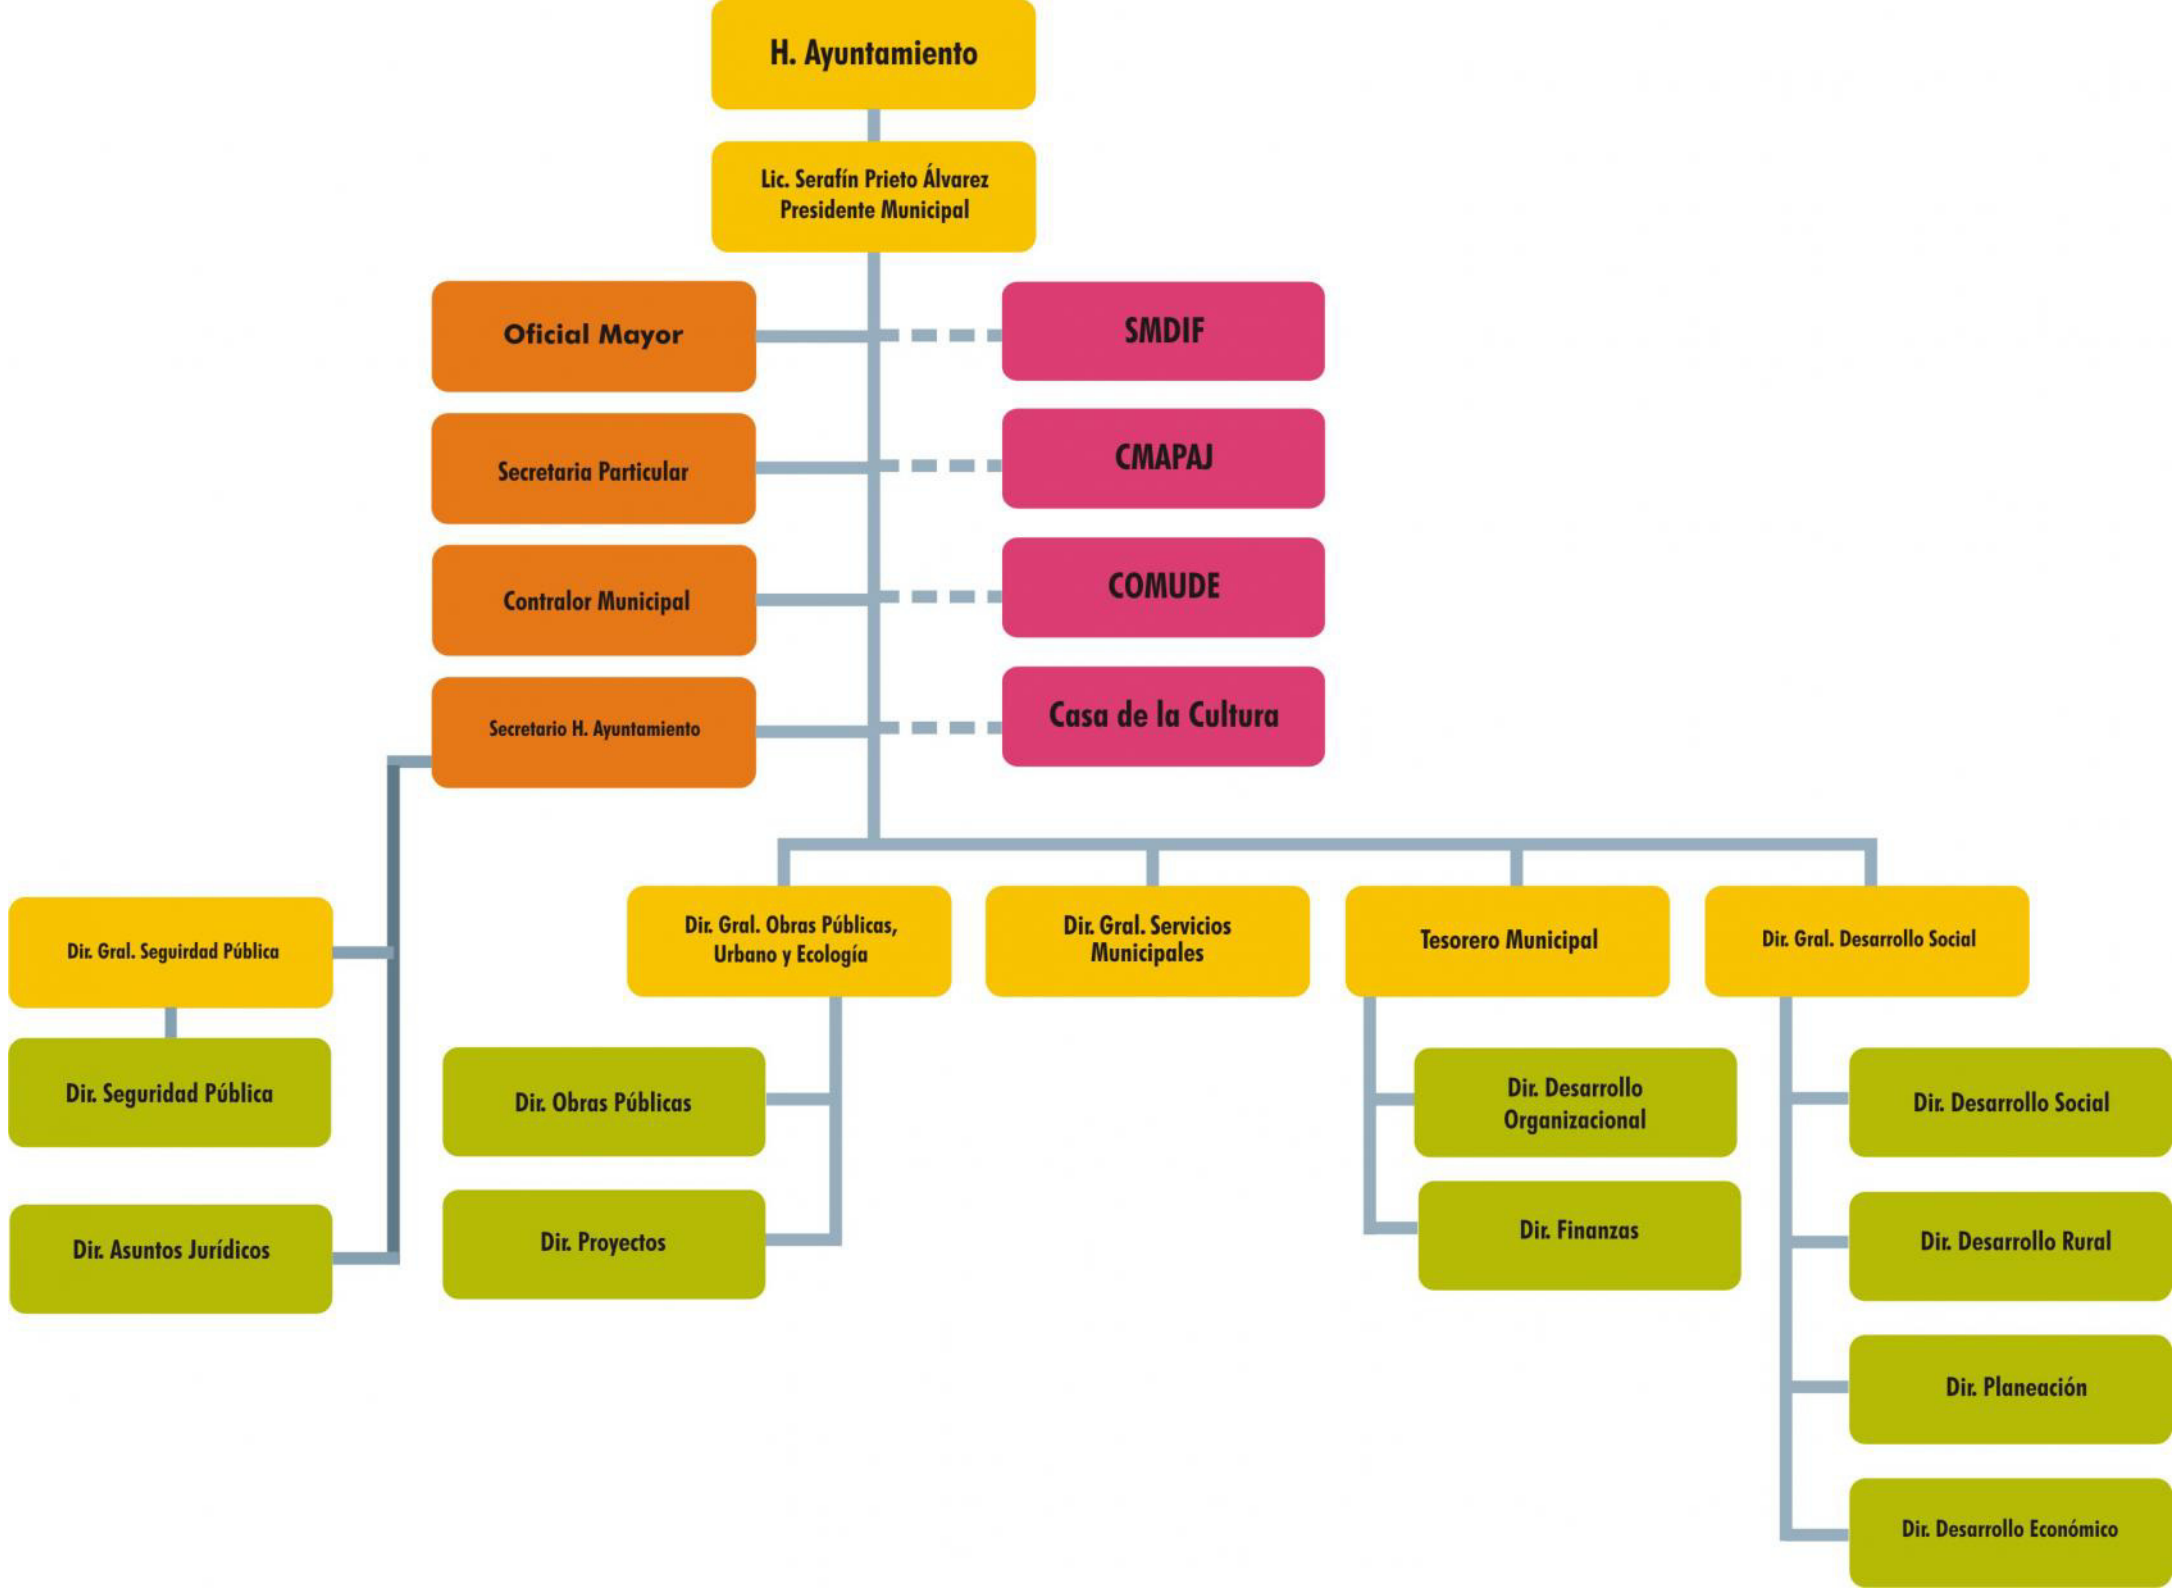 H. Ayuntamiento
Lic. Serafín Prieto Álvarez
Presidente Municipal
Oficial Mayor
SMDIF
Secretaria Particular
CMAPAJ
Contralor Municipal
COMUDE
Secretario H. Ayuntamiento
Casa de la Cultura
Dir. Gral. Seguirdad Pública
Dir. Gral. Obras Públicas,
Urbano y Ecología
Dir. Gral. Servicios
Municipales
Tesorero Municipal
Dir. Gral. Desarrollo Social
Dir. Seguridad Pública
Dir. Obras Públicas
Dir. Desarrollo
Organizacional
Dir. Desarrollo Social
Dir. Asuntos Jurídicos
Dir. Proyectos
Dir. Finanzas
Dir. Desarrollo Rural
Dir. Planeación
Dir. Desarrollo Económico